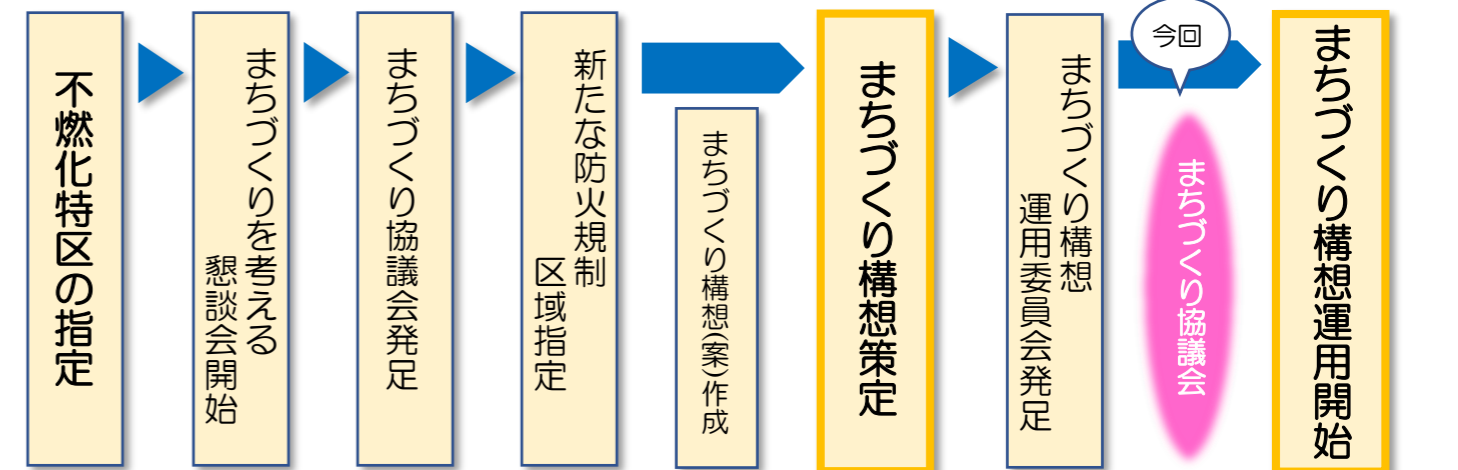 不燃化特区の指定
まちづくりを考える
懇談会開始
まちづくり協議会発足
新たな防火規制
区域指定
まちづくり構想(案)作成
まちづくり構想策定
まちづくり構想
運用委員会発足
今回
まちづくり協議会
まちづくり構想運用開始